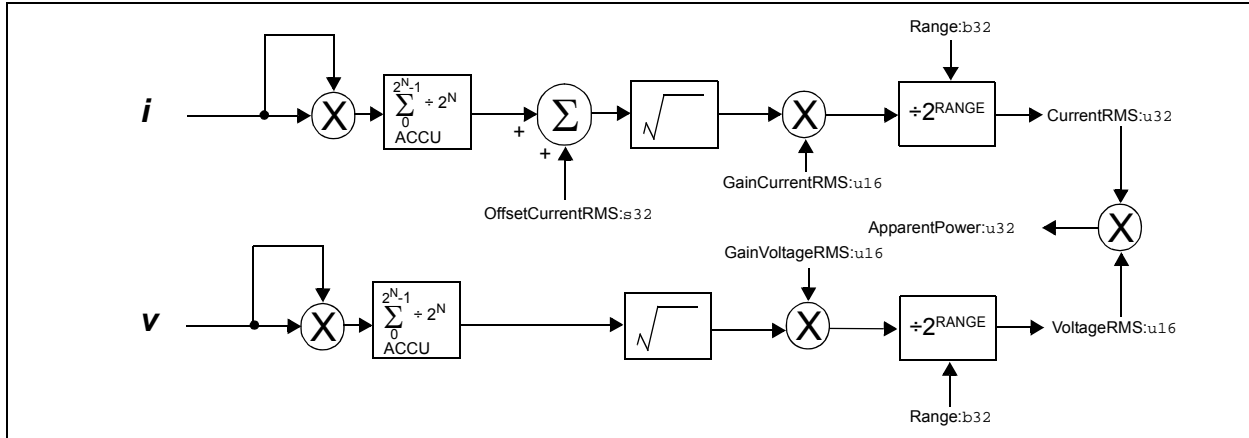 Range:b32
i
X
2^N-1
∑ ÷ 2^N
0
ACCU
+
+
Σ
√
X
÷2^RANGE
CurrentRMS:u32
GainCurrentRMS:u16
OffsetCurrentRMS:s32
ApparentPower:u32
X
GainVoltageRMS:u16
v
X
2^N-1
∑ ÷ 2^N
0
ACCU
√
X
÷2^RANGE
VoltageRMS:u16
Range:b32